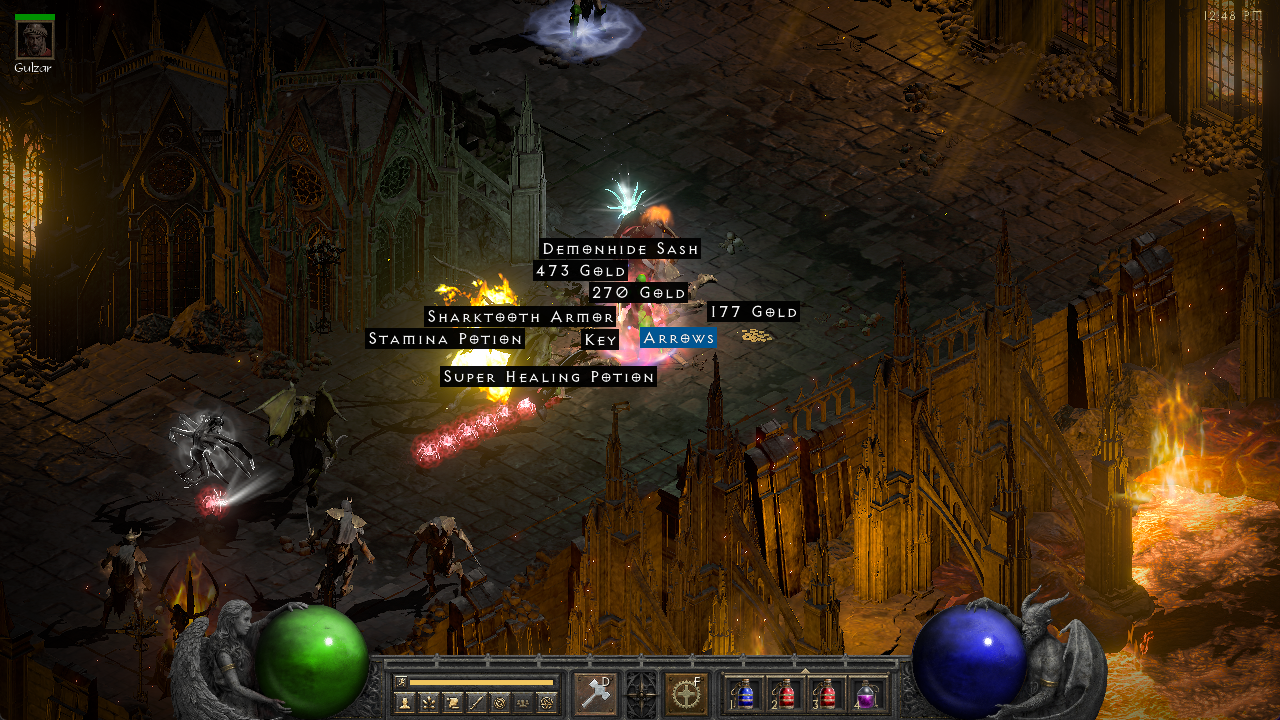 12:48 PM
Gulzar
Demonhide Sash
473 Gold
270 Gold
177 Gold
Sharktooth Armor
Stamina Potion
Key
Arrows
Super Healing Potion
D
F
1
2
3
4